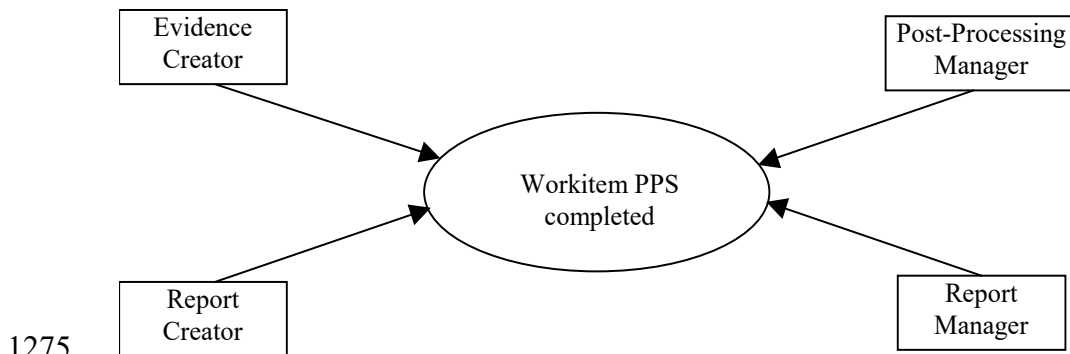 Evidence
Creator
Post-Processing
Manager
Workitem PPS
completed
Report
Creator
Report
Manager
1275